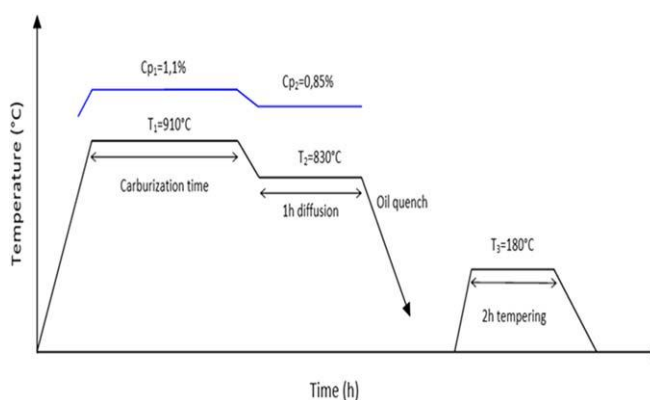 Temperature (°C)
Cp₁=1,1%
Cp₂=0,85%
T₁=910°C
Carburization time
T₂=830°C
1h diffusion
Oil quench
T₃=180°C
2h tempering
Time (h)